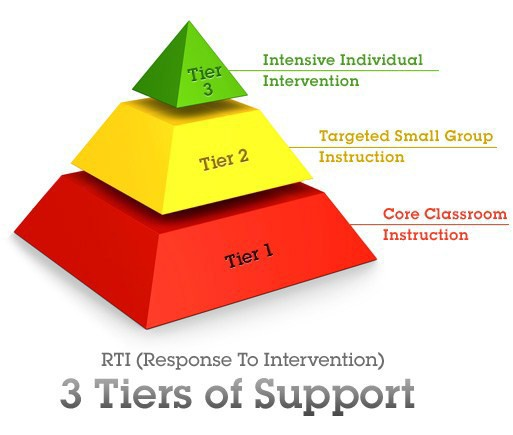 Tier
3
Intensive Individual
Intervention
Tier 2
Targeted Small Group
Instruction
Tier 1
Core Classroom
Instruction
RTI (Response To Intervention)
3 Tiers of Support